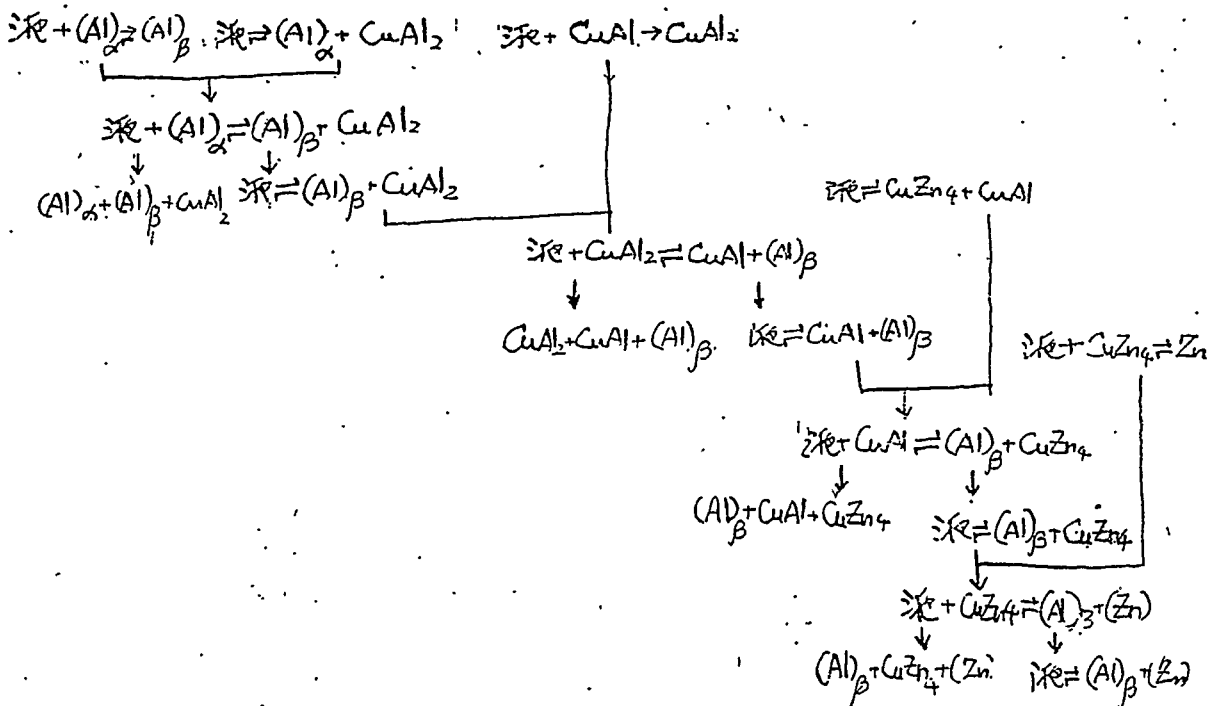 液+(Al)α⇄(Al)β 液⇄(Al)α+CuAl2 液+CuAl→CuAl2
液+(Al)α⇄(Al)β+CuAl2
(Al)α+(Al)β+CuAl2 液⇄(Al)β+CuAl2
液⇄CuZn4+CuAl
液+CuAl2⇄CuAl+(Al)β
CuAl2+CuAl+(Al)β 液⇄CuAl+(Al)β
液+CuZn4⇄Zn
液+CuAl⇄(Al)β+CuZn4
(Al)β+CuAl+CuZn4 液⇄(Al)β+CuZn4
液+CuZn4⇄(Al)β+(Zn)
(Al)β+CuZn4+(Zn) 液⇄(Al)β+(Zn)